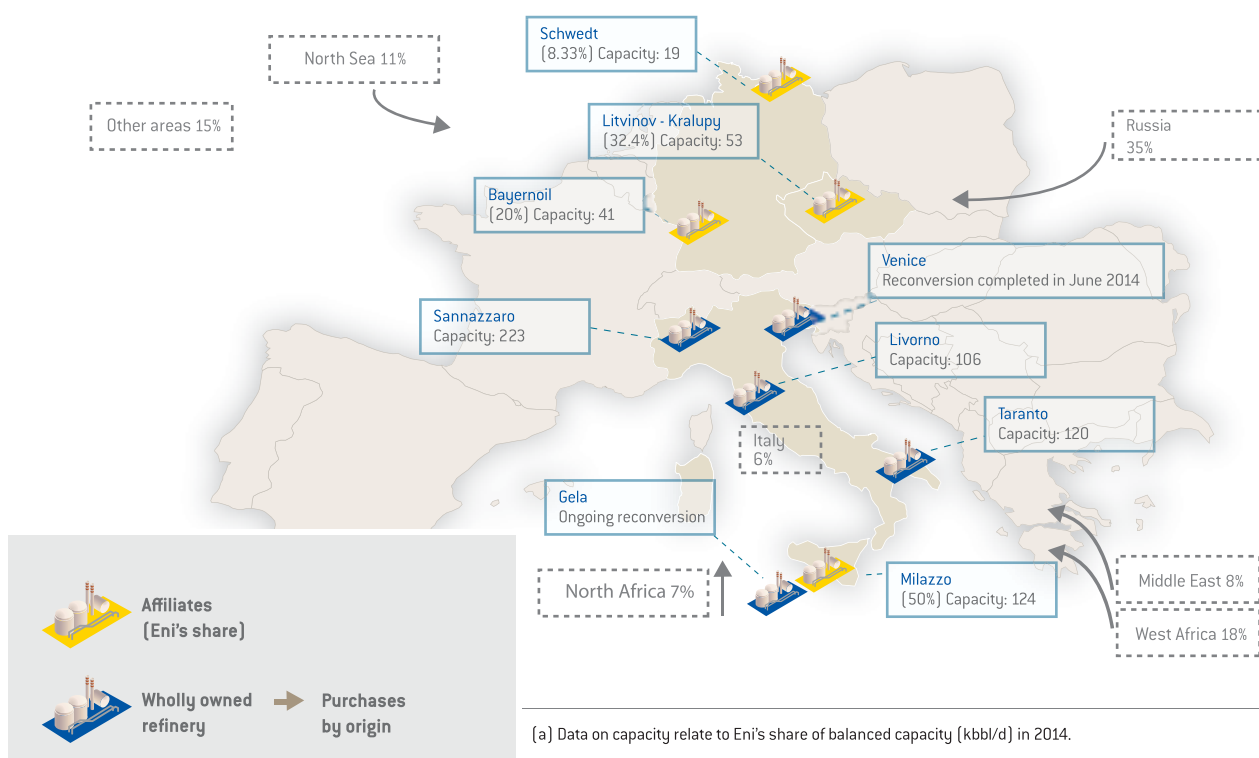 Schwedt
(8.33%) Capacity: 19
North Sea 11%
Other areas 15%
Litvinov - Kralupy
(32.4%) Capacity: 53
Russia
35%
Bayernoil
(20%) Capacity: 41
Venice
Reconversion completed in June 2014
Sannazzaro
Capacity: 223
Livorno
Capacity: 106
Taranto
Capacity: 120
Italy
6%
Gela
Ongoing reconversion
North Africa 7%
Milazzo
(50%) Capacity: 124
Middle East 8%
West Africa 18%
Affiliates
(Eni's share)
Wholly owned
refinery
Purchases
by origin
(a) Data on capacity relate to Eni's share of balanced capacity (kbbl/d) in 2014.